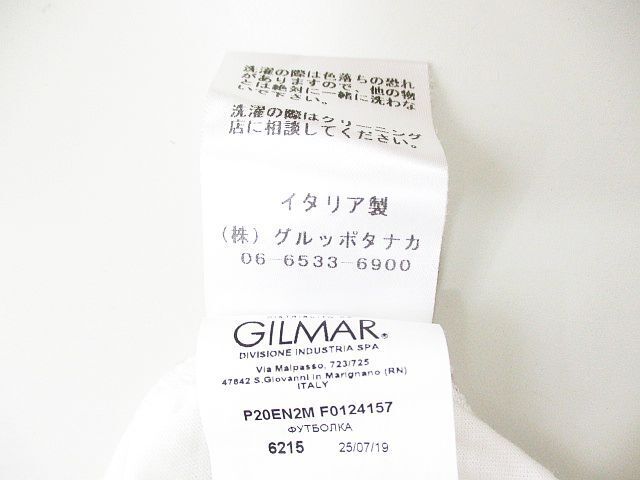 洗濯の際は色落ちの恐れ
がありますので、他の物
とは絶対に一緒に洗わな
いで下さい。
洗濯の際はクリーニング
店に相談してください。
イタリア製
（株）グルッポタナカ
06-6533-6900
GILMAR®
DIVISIONE INDUSTRIA SPA
Via Malpasso, 723/725
47842 S.Giovanni in Marignano (RN)
ITALY
P20EN2M F0124157
ФУТБОЛКА
6215 25/07/19